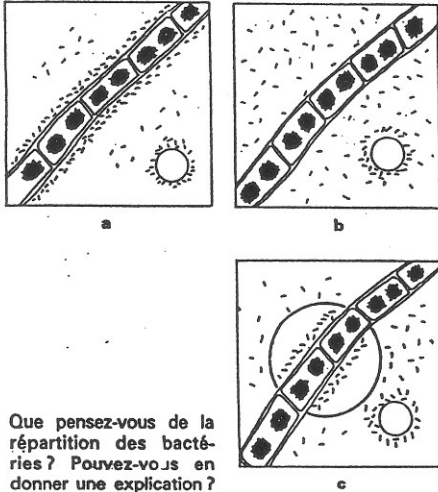 a
b
Que pensez-vous de la
répartition des bacté-
ries ? Pouvez-vous en
donner une explication ?
c